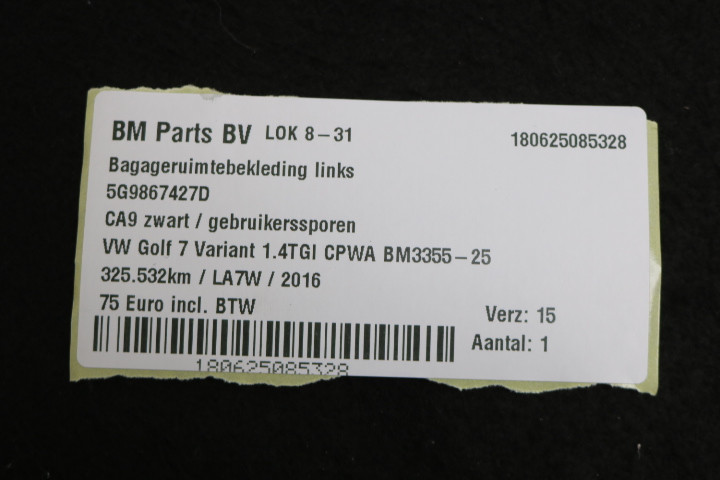 BM Parts BV LOK 8-31 180625085328
Bagageruimtebekleding links
5G9867427D
CA9 zwart / gebruikerssporen
VW Golf 7 Variant 1.4TGI CPWA BM3355-25
325.532km / LA7W / 2016
75 Euro incl. BTW Verz: 15
Aantal: 1
180625085328